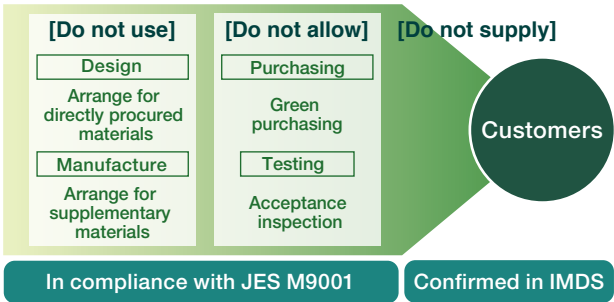 [Do not use]
Design
Arrange for
directly procured
materials
Manufacture
Arrange for
supplementary
materials
[Do not allow]
Purchasing
Green
purchasing
Testing
Acceptance
inspection
[Do not supply]
Customers
In compliance with JES M9001
Confirmed in IMDS